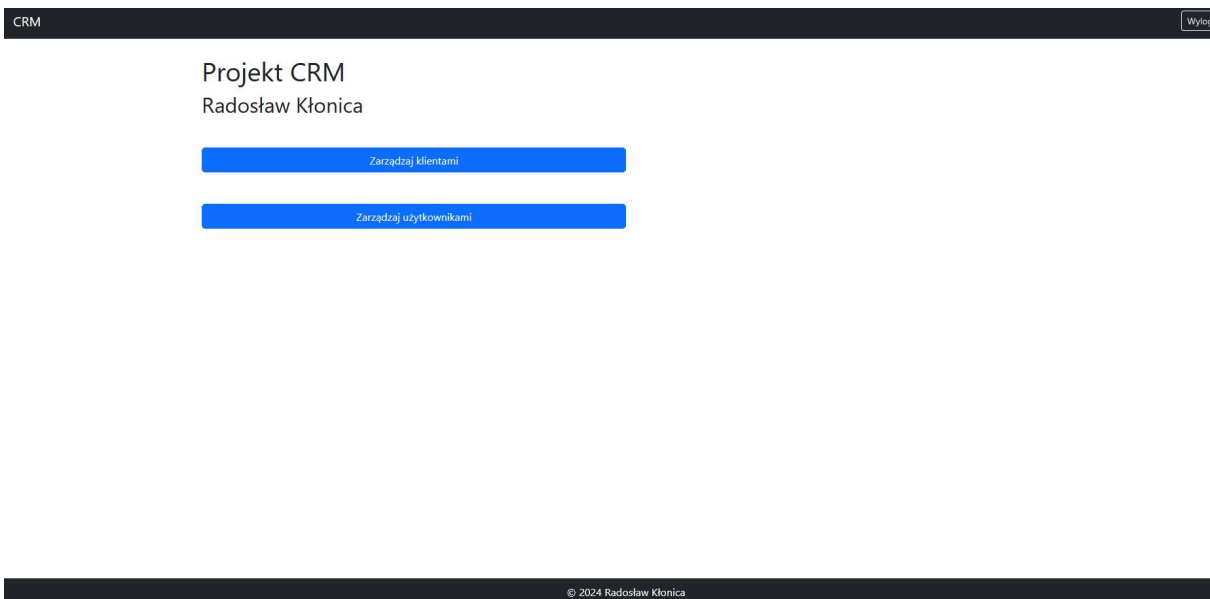 CRM
Projekt CRM
Radosław Kłonica
Zarządzaj klientami
Zarządzaj użytkownikami
© 2024 Radosław Kłonica